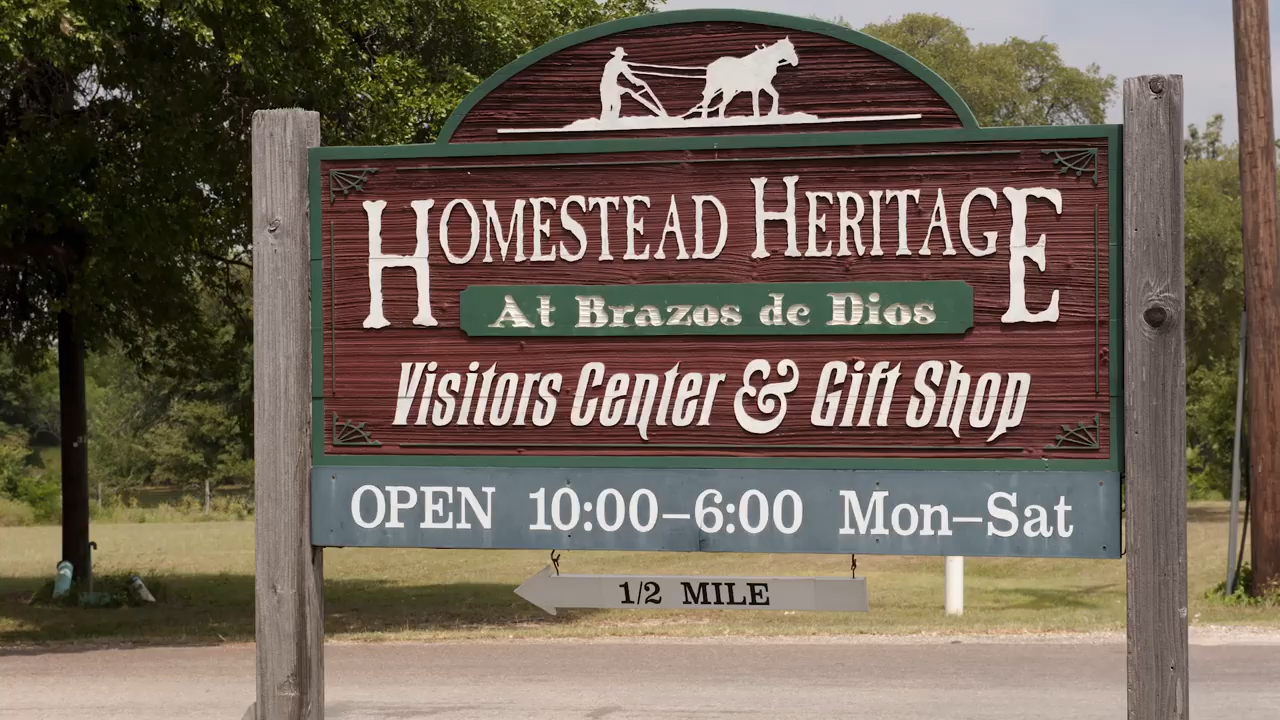 HOMESTEAD HERITAGE
At Brazos de Dios
Visitors Center & Gift Shop
OPEN 10:00–6:00 Mon–Sat
1/2 MILE